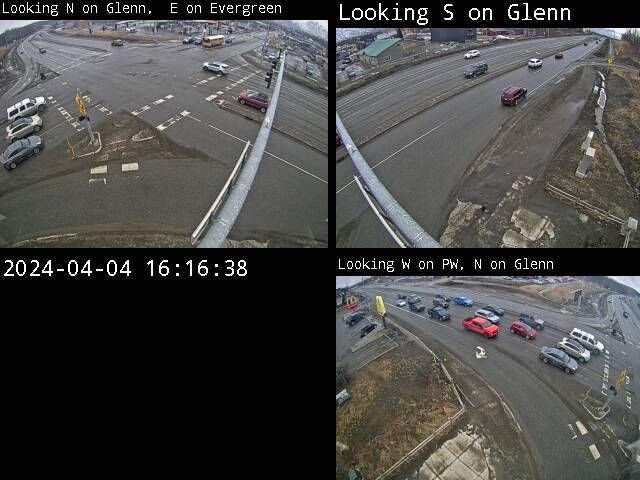 Looking N on Glenn, E on Evergreen
Looking S on Glenn
2024-04-04 16:16:38
Looking W on PW, N on Glenn